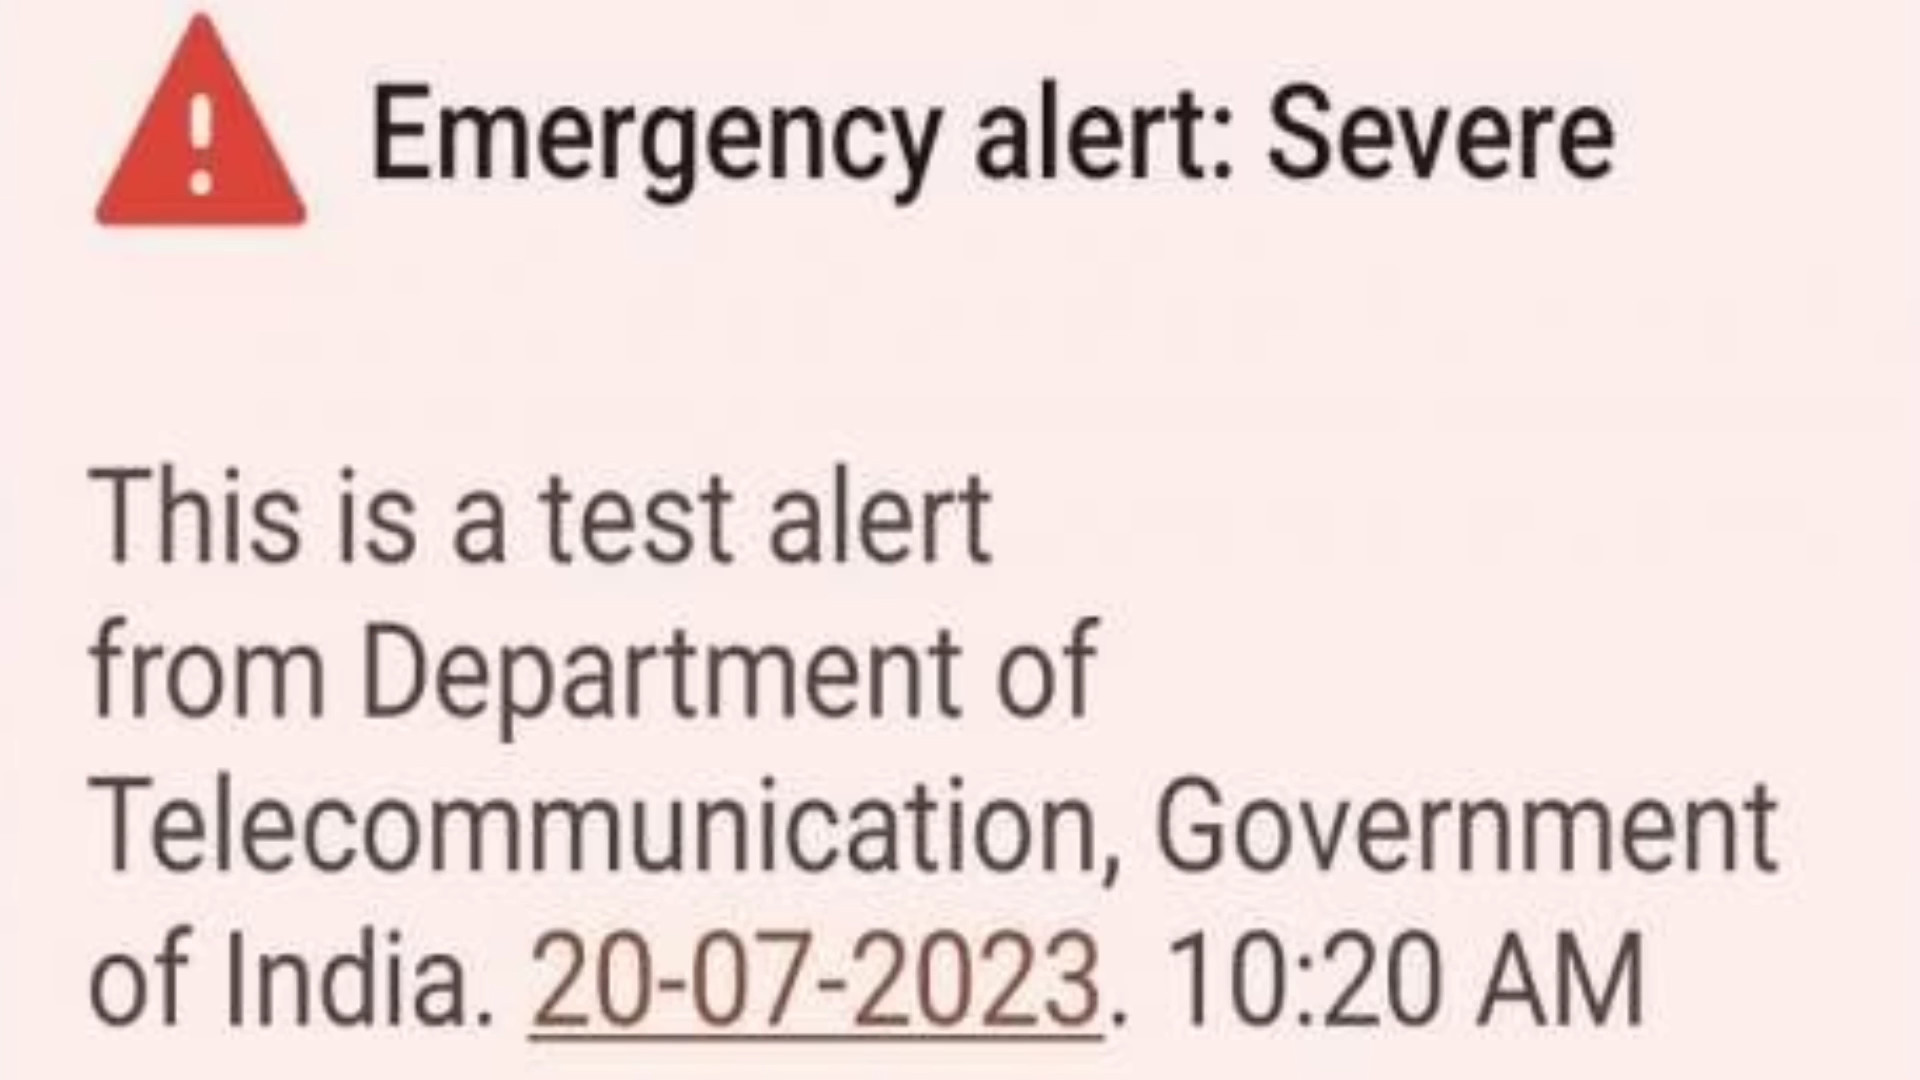 Emergency alert: Severe
This is a test alert
from Department of
Telecommunication, Government
of India. 20-07-2023. 10:20 AM